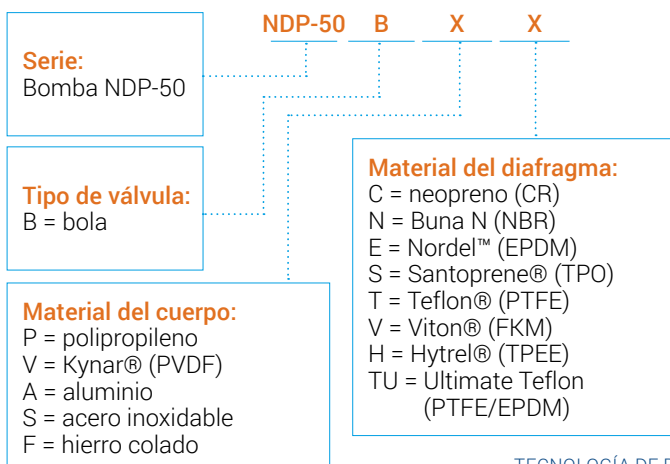 NDP-50 B X X
Serie:
Bomba NDP-50
Tipo de válvula:
B = bola
Material del cuerpo:
P = polipropileno
V = Kynar® (PVDF)
A = aluminio
S = acero inoxidable
F = hierro colado
Material del diafragma:
C = neopreno (CR)
N = Buna N (NBR)
E = Nordel™ (EPDM)
S = Santoprene® (TPO)
T = Teflon® (PTFE)
V = Viton® (FKM)
H = Hytrel® (TPEE)
TU = Ultimate Teflon
(PTFE/EPDM)
TECNOLOGÍA DE